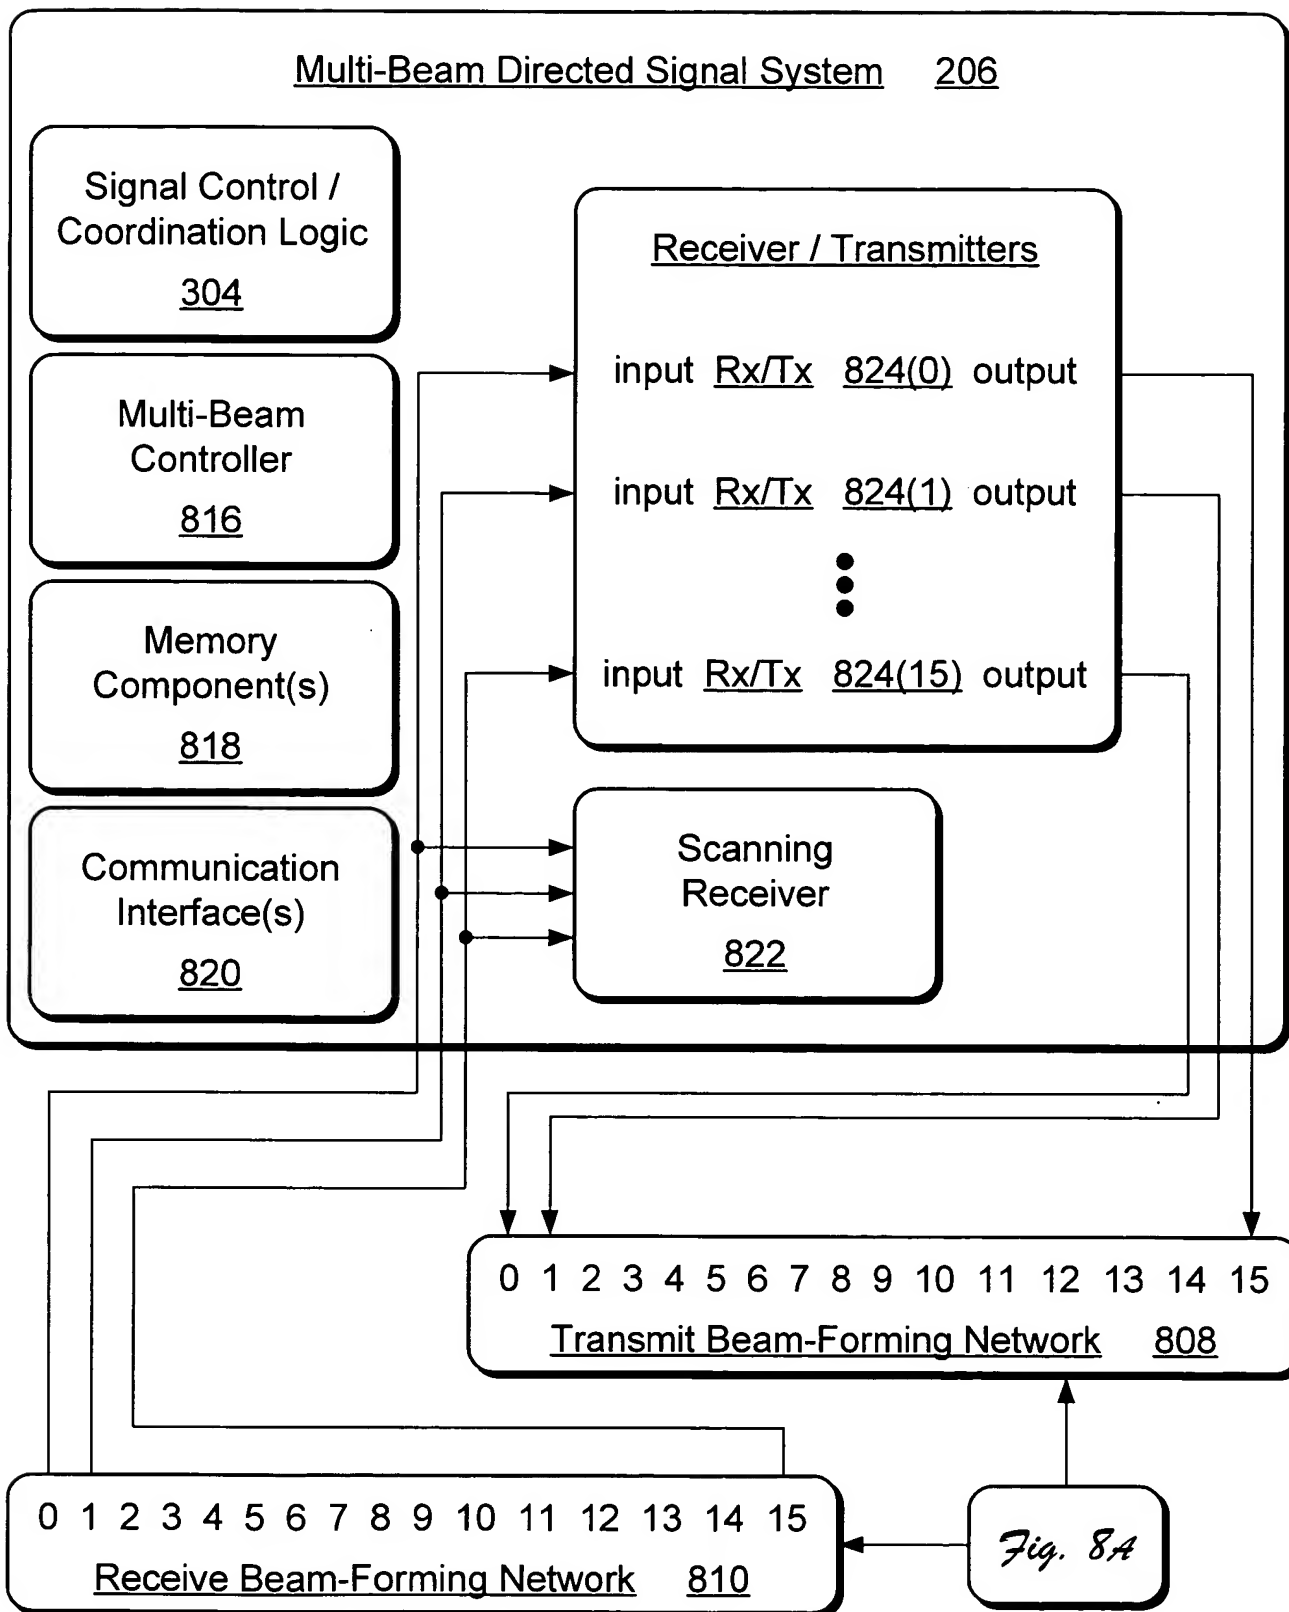 Multi-Beam Directed Signal System 206
Signal Control /
Coordination Logic
304
Multi-Beam
Controller
816
Memory
Component(s)
818
Communication
Interface(s)
820
Receiver / Transmitters
input Rx/Tx 824(0) output
input Rx/Tx 824(1) output
input Rx/Tx 824(15) output
Scanning
Receiver
822
0 1 2 3 4 5 6 7 8 9 10 11 12 13 14 15
Transmit Beam-Forming Network 808
0 1 2 3 4 5 6 7 8 9 10 11 12 13 14 15
Receive Beam-Forming Network 810
Fig. 8A